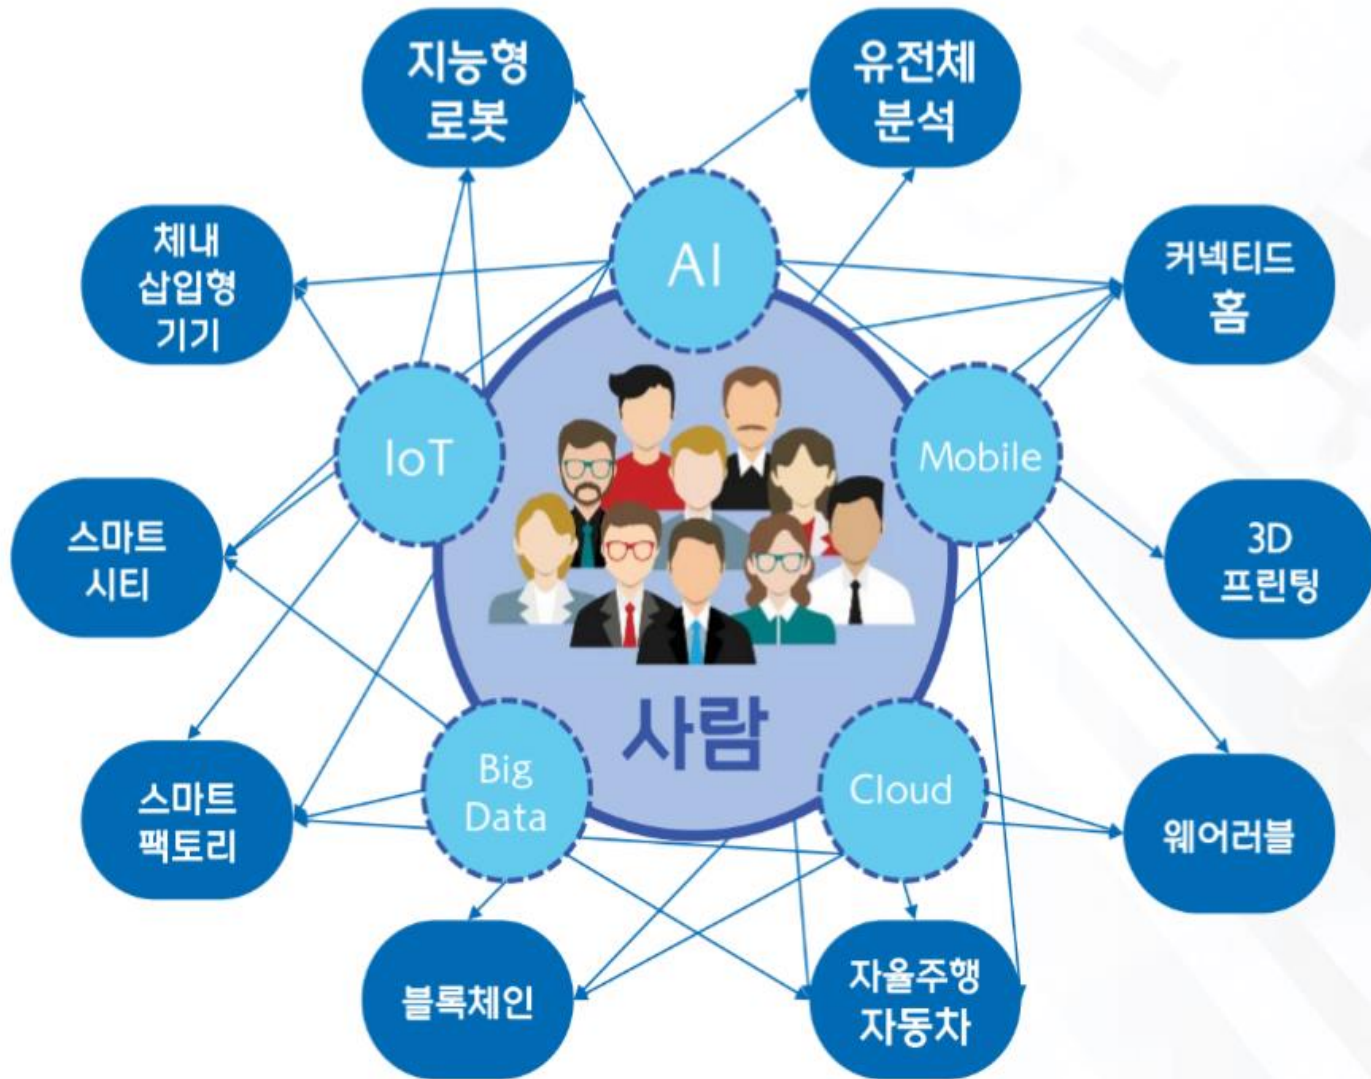 지능형
로봇
유전체
분석
체내
삽입형
기기
AI
커넥티드
홈
IoT
Mobile
스마트
시티
3D
프린팅
사람
Big
Data
Cloud
스마트
팩토리
웨어러블
블록체인
자율주행
자동차